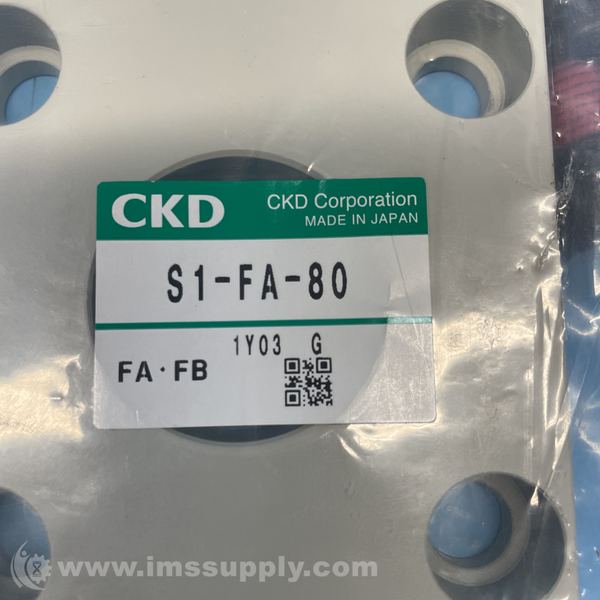 CKD
CKD Corporation
MADE IN JAPAN
S1-FA-80
1Y03 G
FA·FB
www.imssupply.com